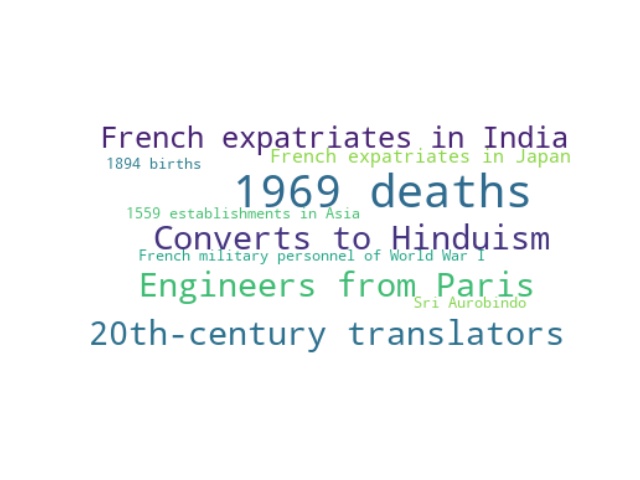 French expatriates in India
French expatriates in Japan
1894 births
1969 deaths
1559 establishments in Asia
Converts to Hinduism
French military personnel of World War I
Engineers from Paris
Sri Aurobindo
20th-century translators